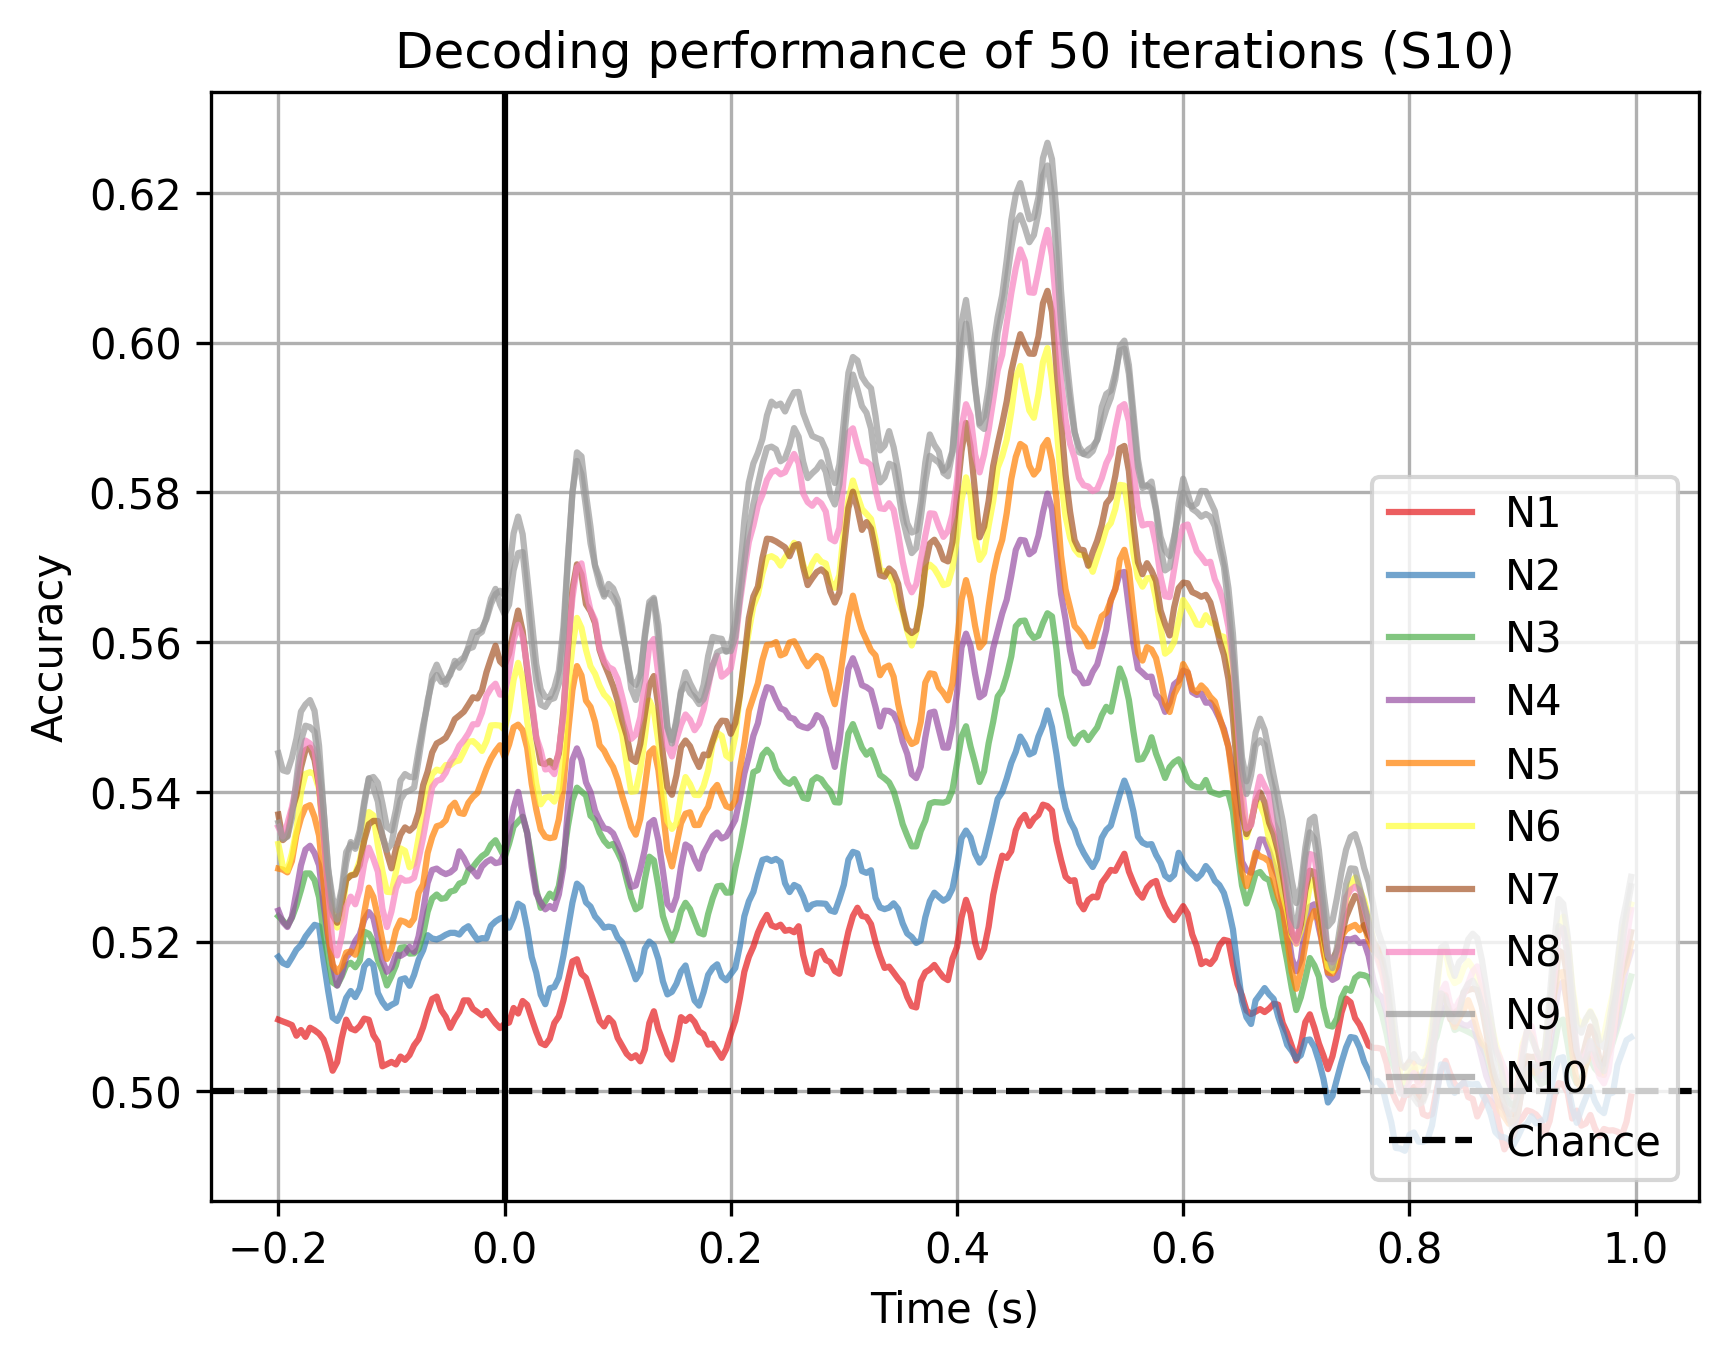 Decoding performance of 50 iterations (S10)
Accuracy
0.62
0.60
0.58
0.56
0.54
0.52
0.50
N1
N2
N3
N4
N5
N6
N7
N8
N9
N10
Chance
−0.2 0.0 0.2 0.4 0.6 0.8 1.0
Time (s)